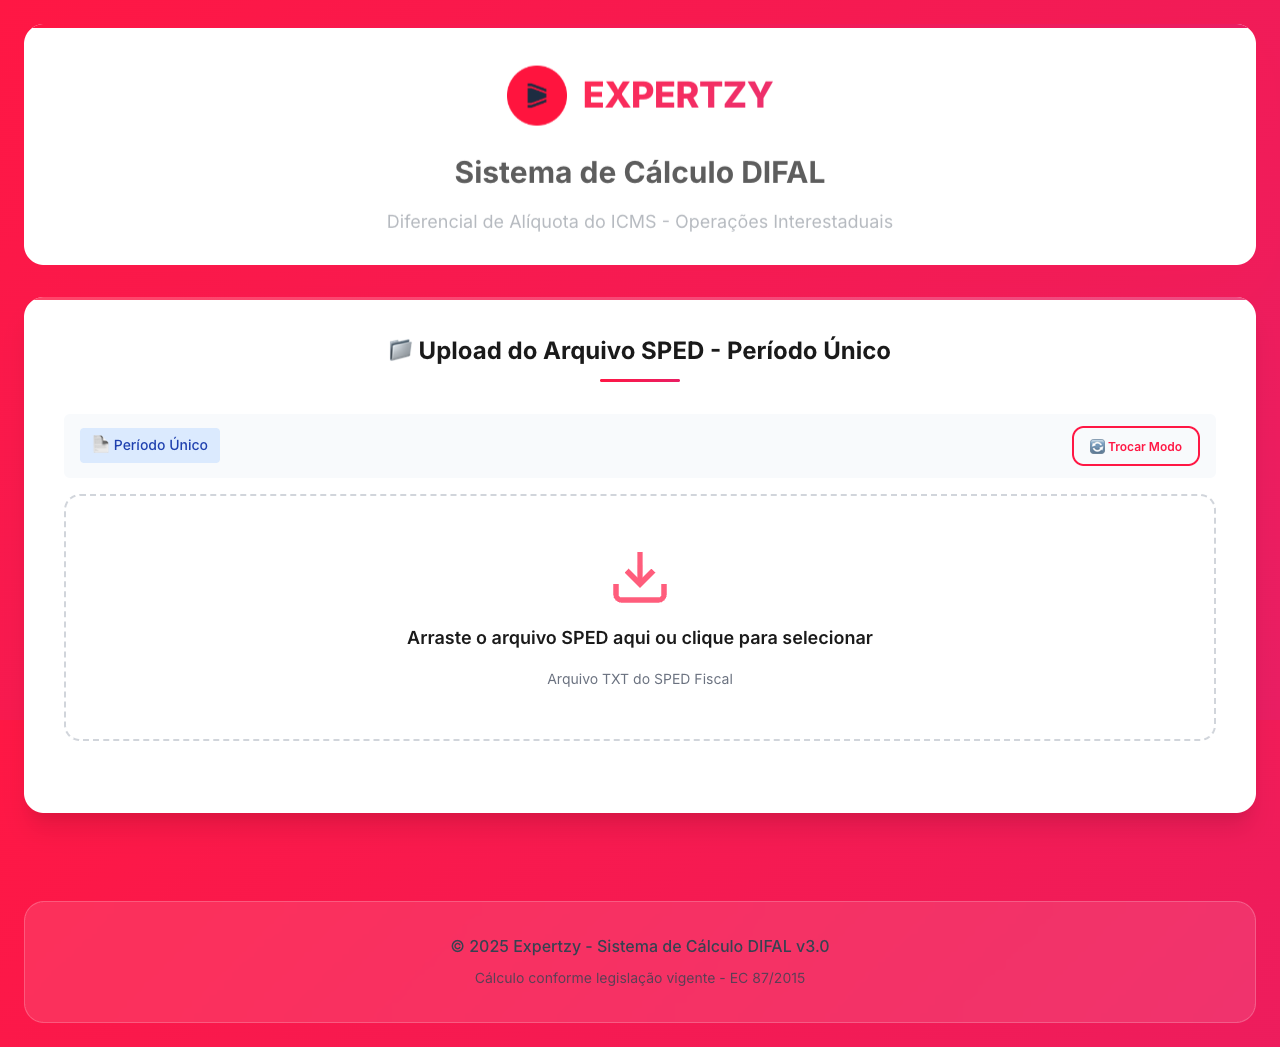 EXPERTZY
Sistema de Cálculo DIFAL
Diferencial de Alíquota do ICMS - Operações Interestaduais
Upload do Arquivo SPED - Período Único
Período Único
Trocar Modo
Arraste o arquivo SPED aqui ou clique para selecionar
Arquivo TXT do SPED Fiscal
© 2025 Expertzy - Sistema de Cálculo DIFAL v3.0
Cálculo conforme legislação vigente - EC 87/2015